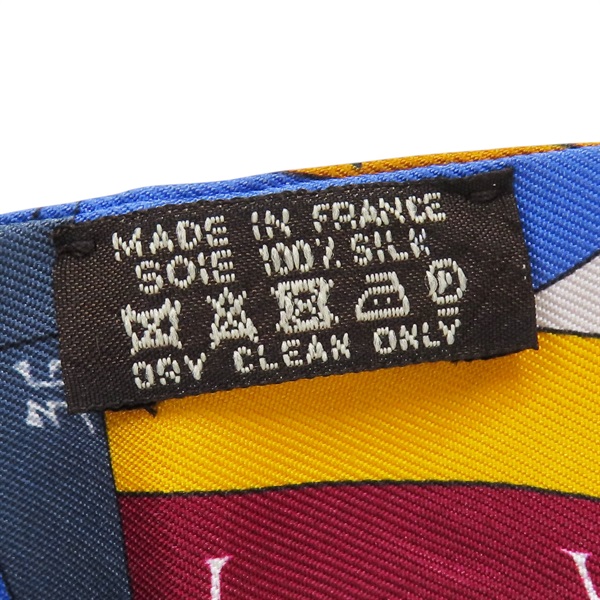 MADE IN FRANCE
SOIE 100% SILK
P
DRY CLEAN ONLY